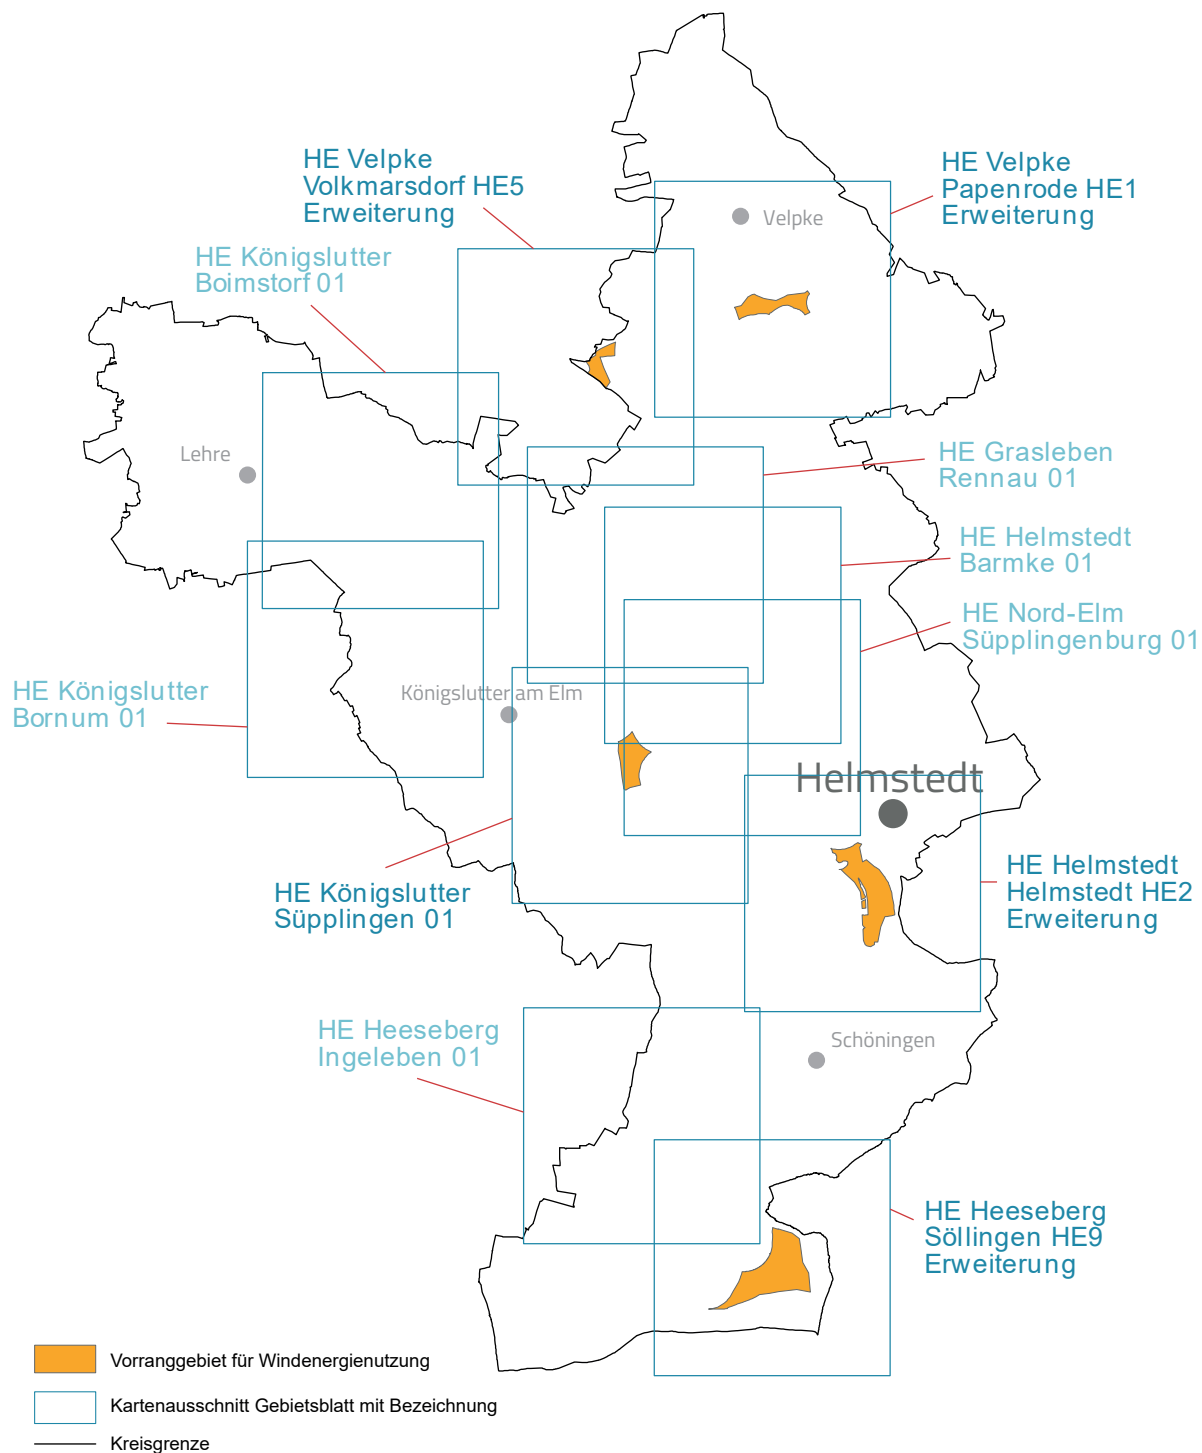 HE Velpke
Volkmarsdorf HE5
Erweiterung
HE Velpke
Papenrode HE1
Erweiterung
Velpke
HE Königslutter
Boimstorf 01
Lehre
HE Grasleben
Rennau 01
HE Helmstedt
Barmke 01
HE Nord-Elm
Süpplingenburg 01
HE Königslutter
Bornum 01
Königslutter am Elm
Helmstedt
HE Königslutter
Süpplingen 01
HE Helmstedt
Helmstedt HE2
Erweiterung
HE Heeseberg
Ingeleben 01
Schöningen
HE Heeseberg
Söllingen HE9
Erweiterung
Vorranggebiet für Windenergienutzung
Kartenausschnitt Gebietsblatt mit Bezeichnung
Kreisgrenze